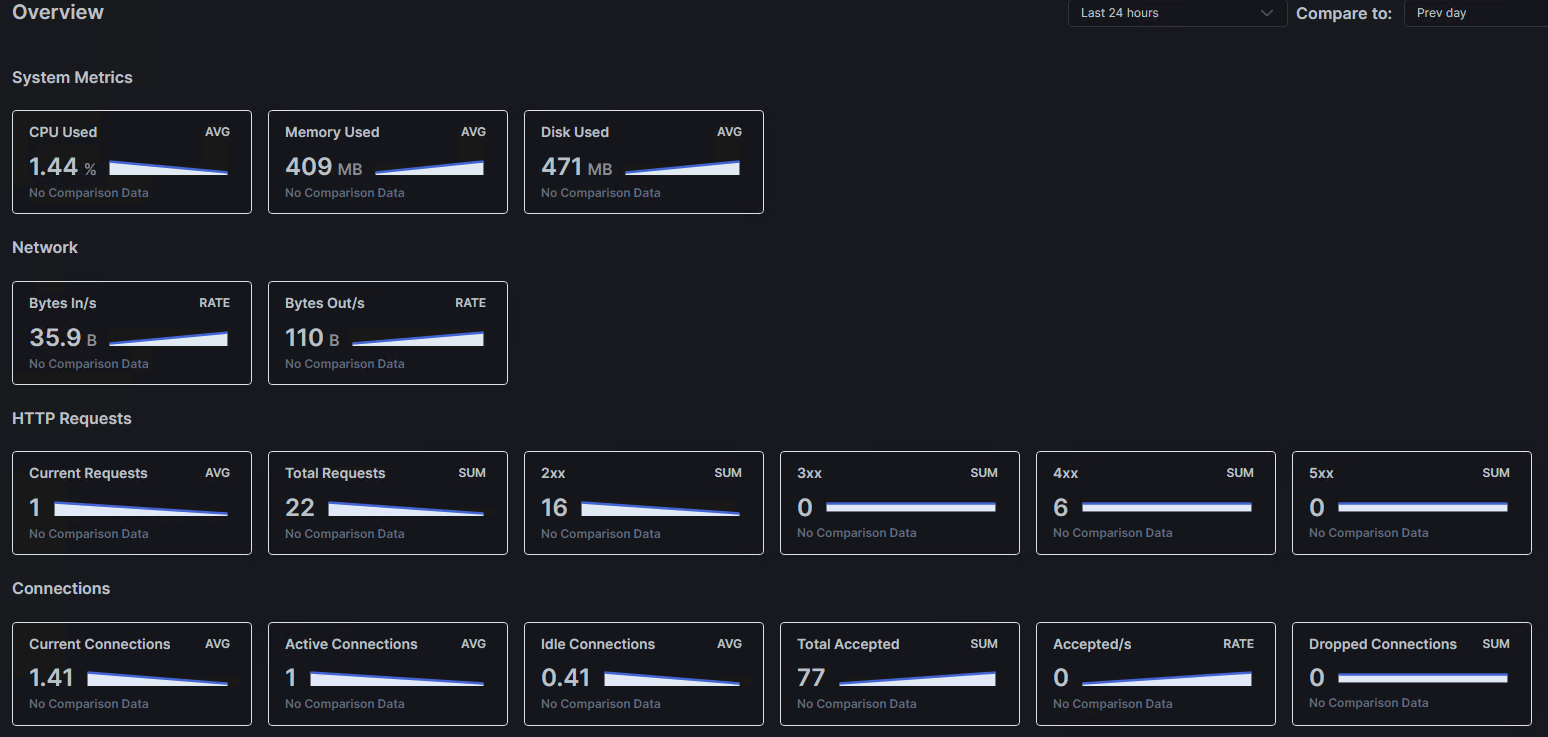 Overview
Last 24 hours
Compare to:
Prev day
System Metrics
CPU Used AVG
1.44 %
No Comparison Data
Memory Used AVG
409 MB
No Comparison Data
Disk Used AVG
471 MB
No Comparison Data
Network
Bytes In/s RATE
35.9 B
No Comparison Data
Bytes Out/s RATE
110 B
No Comparison Data
HTTP Requests
Current Requests AVG
1
No Comparison Data
Total Requests SUM
22
No Comparison Data
2xx SUM
16
No Comparison Data
3xx SUM
0
No Comparison Data
4xx SUM
6
No Comparison Data
5xx SUM
0
No Comparison Data
Connections
Current Connections AVG
1.41
No Comparison Data
Active Connections AVG
1
No Comparison Data
Idle Connections AVG
0.41
No Comparison Data
Total Accepted SUM
77
No Comparison Data
Accepted/s RATE
0
No Comparison Data
Dropped Connections SUM
0
No Comparison Data